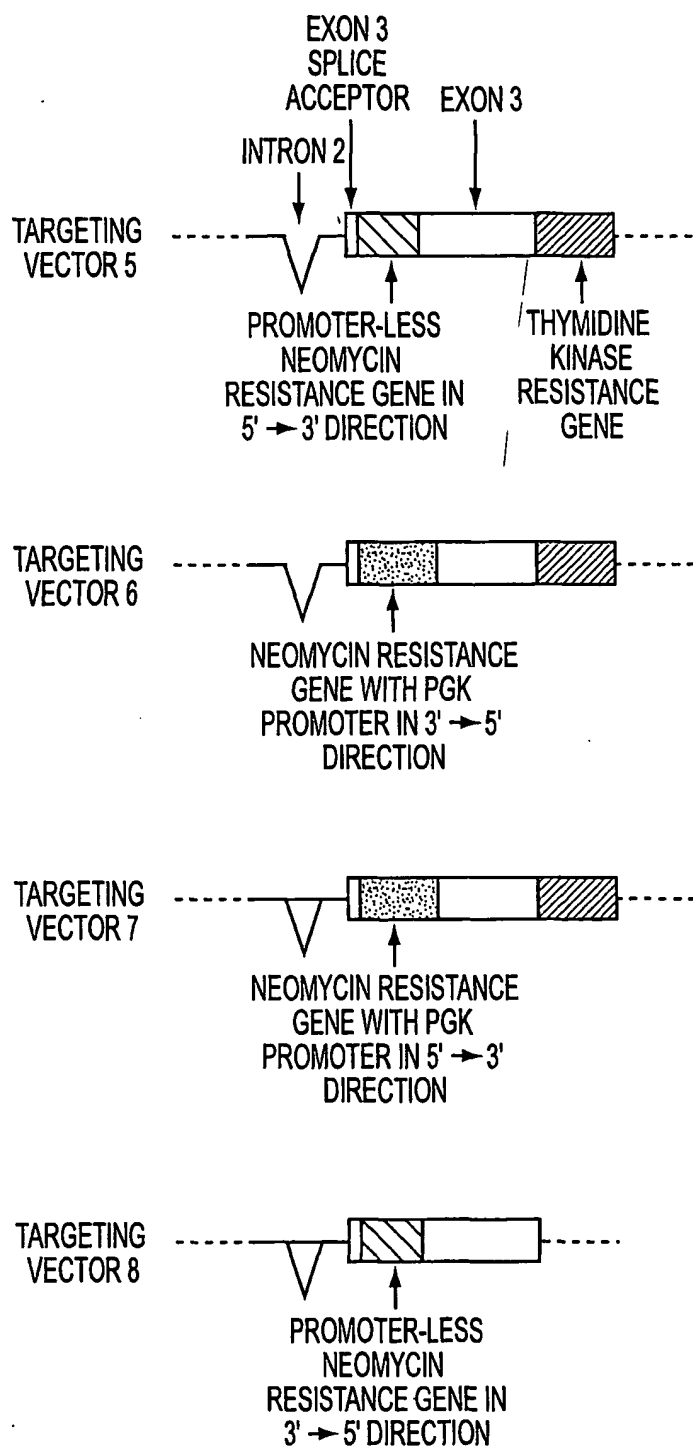 EXON 3
SPLICE
ACCEPTOR
EXON 3
INTRON 2
TARGETING
VECTOR 5
PROMOTER-LESS
NEOMYCIN
RESISTANCE GENE IN
5' → 3' DIRECTION
THYMIDINE
KINASE
RESISTANCE
GENE
TARGETING
VECTOR 6
NEOMYCIN RESISTANCE
GENE WITH PGK
PROMOTER IN 3' → 5'
DIRECTION
TARGETING
VECTOR 7
NEOMYCIN RESISTANCE
GENE WITH PGK
PROMOTER IN 5' → 3'
DIRECTION
TARGETING
VECTOR 8
PROMOTER-LESS
NEOMYCIN
RESISTANCE GENE IN
3' → 5' DIRECTION